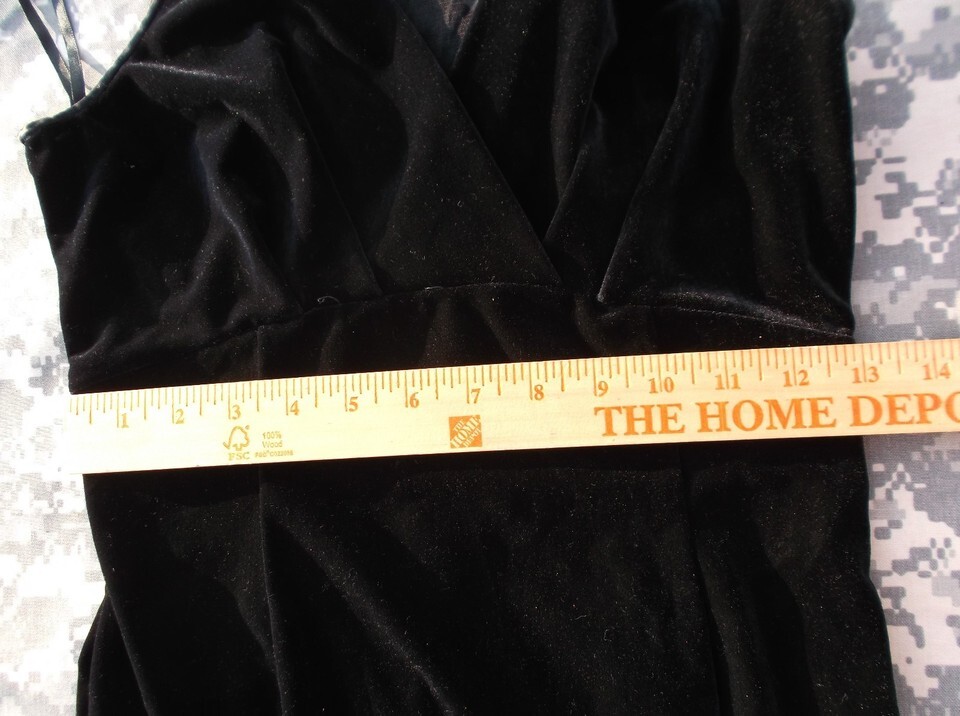 1 2 3 4 5 6 7 8 9 10 11 12 13 14
FSC
100%
Wood
THE HOME DEPO